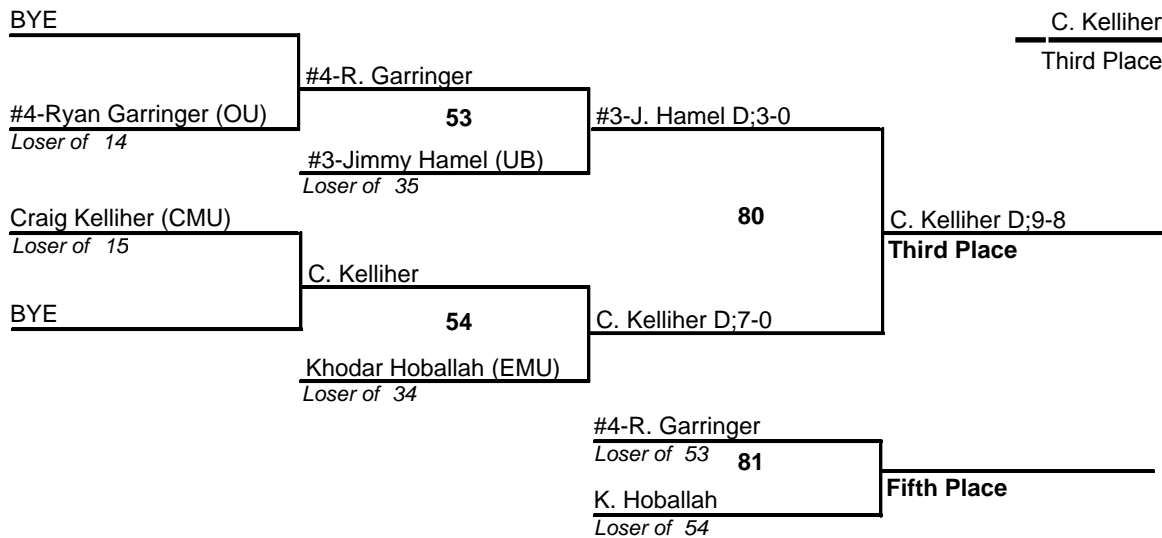 BYE
C. Kelliher
Third Place
#4-R. Garringer
#4-Ryan Garringer (OU)
53
#3-J. Hamel D;3-0
Loser of 14
#3-Jimmy Hamel (UB)
Loser of 35
Craig Kelliher (CMU)
80
C. Kelliher D;9-8
Loser of 15
Third Place
C. Kelliher
BYE
54
C. Kelliher D;7-0
Khodar Hoballah (EMU)
Loser of 34
#4-R. Garringer
Loser of 53
81
Fifth Place
K. Hoballah
Loser of 54